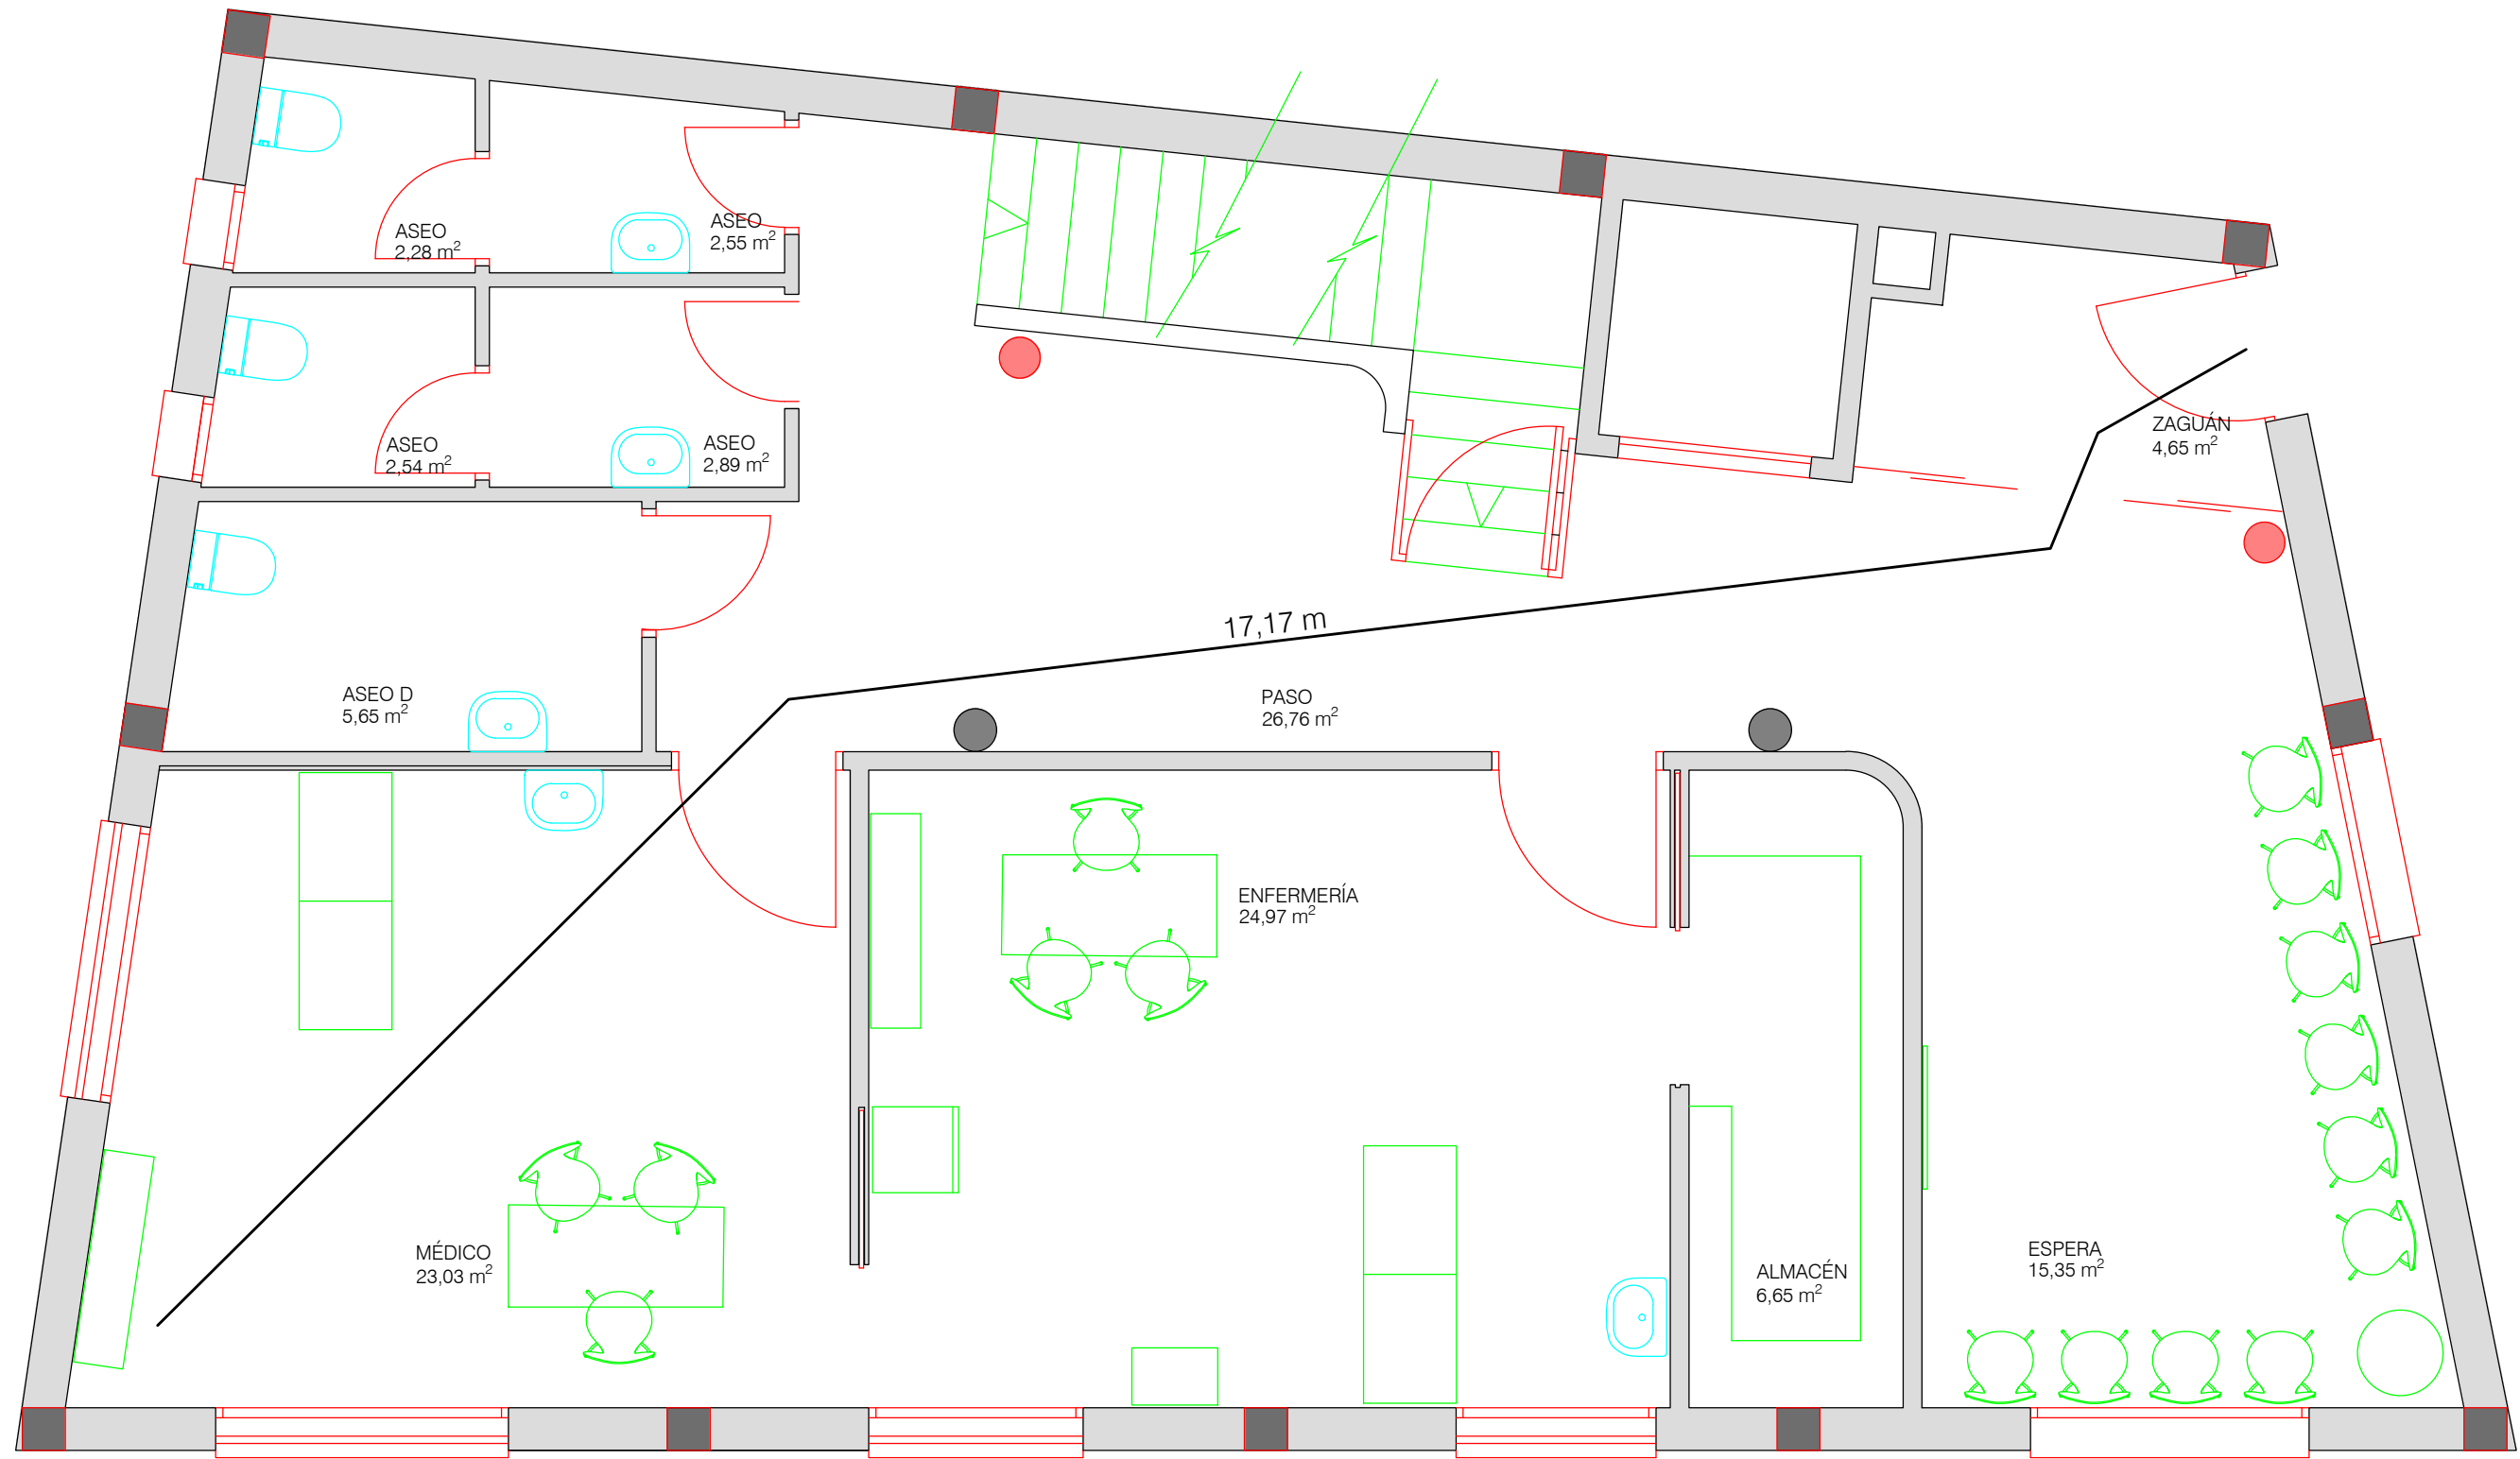 ASEO
2,28 m²
ASEO
2,55 m²
ASEO
2,54 m²
ASEO
2,89 m²
ZAGUÁN
4,65 m²
17,17 m
ASEO D
5,65 m²
PASO
26,76 m²
ENFERMERÍA
24,97 m²
MÉDICO
23,03 m²
ALMACÉN
6,65 m²
ESPERA
15,35 m²